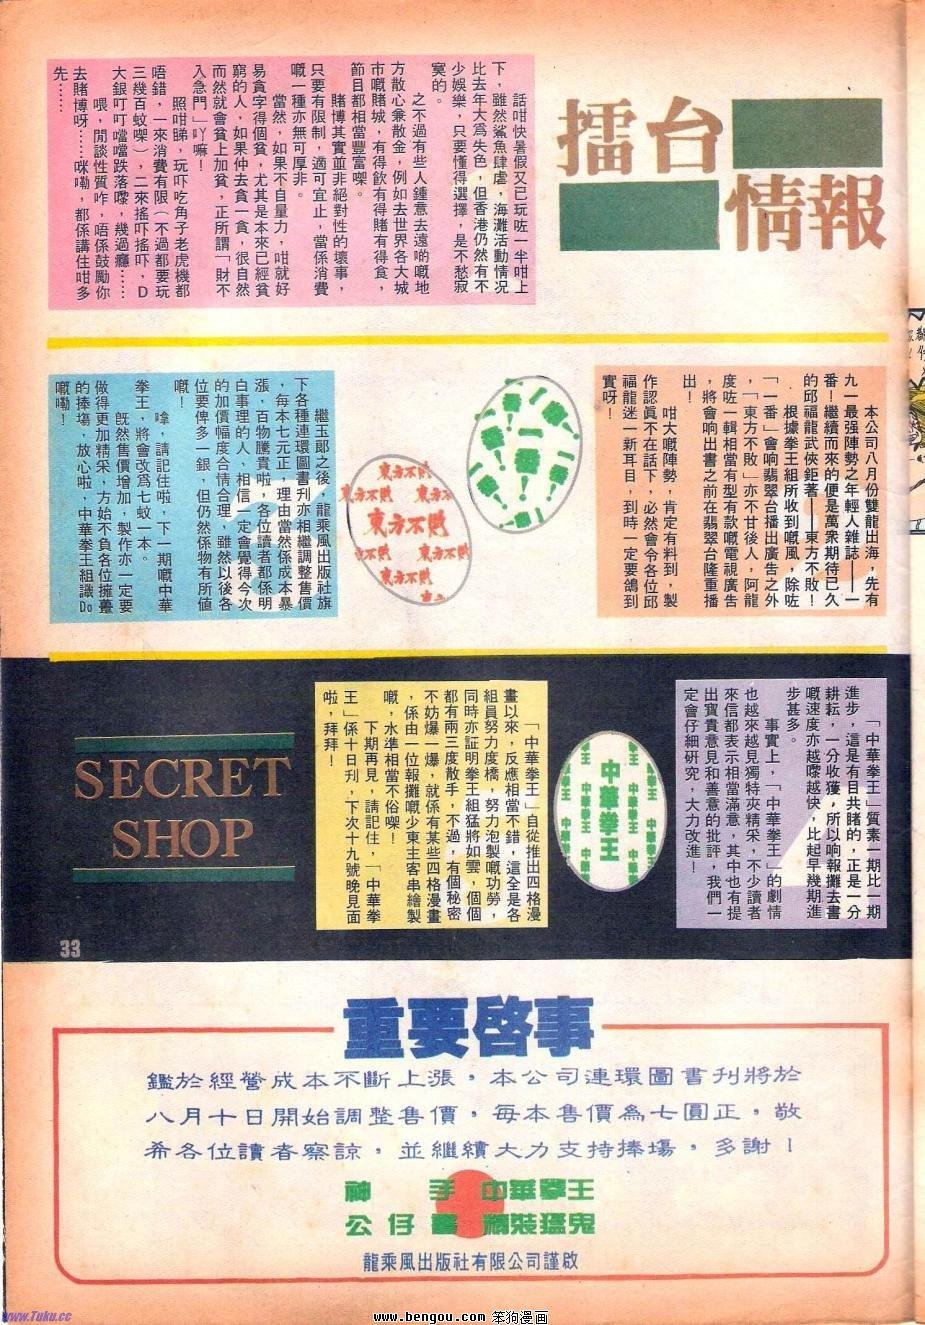 擂台
情報
話咁快暑假又已玩咗一半咁上
下，雖然鯊魚肆虐，海灘活動情况
比去年大爲失色，但香港仍然有不
少娛樂，只要懂得選擇，是不愁寂
寞的。
之不過有些人鍾意去遠啲嘅地
方散心兼散金，例如去世界各大城
市嘅賭城，有得飲有得賭有得食，
節目都相當豐富㗎。
賭博其實並非絕對性的壞事，
只要有限制，適可宜止，當係消費
嘅一種亦無可厚非。
當然，如果不自量力，咁就好
易貪字得個貧，尤其是本來已經貧
窮的人，如果仲去貪一貪，很自然
而然就會貧上加貧，正所謂「財不
入急門」吖嘛！
照咁睇，玩吓吃角子老虎機都
唔錯，一來消費有限（不過都要玩
三幾百蚊㗎），二來搖吓搖吓，D
大銀叮叮噹噹跌落嚟，幾過癮……
喂，閒談性質咋，唔係鼓勵你
去賭博呀……咪嘞，都係講住咁多
先……
本公司八月份雙龍出海，先有
九一最强陣勢之年輕人雜誌——一
番！繼續而來的便是萬衆期待已久
的邱福龍武俠鉅著——東方不敗！
根據拳王組所收到嘅風，除咗
「一番」會响翡翠台播出廣告之外
，「東方不敗」亦不甘後人，阿龍
度咗一輯相當有型有款嘅電視廣告
，將會响出書之前在翡翠台隆重播
出！
咁大嘅陣勢，肯定有料到，製
作認眞不在話下，必然會令各位邱
福龍迷一新耳目，到時一定要鴿到
實呀！
一番！
東方不敗
繼玉郎之後，龍乘風出版社旗
下各種連環圖書刋亦相繼調整售價
，每本七元正，理由當然係成本暴
漲，百物騰貴啦，各位讀者都係明
白事理的人，相信一定會覺得今次
的加價幅度合情合理，雖然以後各
位要俾多一銀，但仍然係物有所值
嘅！
嗱，請記住啦，下一期嘅中華
拳王，將會改爲七蚊一本。
旣然售價增加，製作亦一定要
做得更加精采，方始不負各位擁躉
的捧塲，放心啦，中華拳王組識Do
嘅嘞！
「中華拳王」質素一期比一期
進步，這是有目共睹的，正是一分
耕耘，一分收獲，所以响報攤去書
嘅速度亦越嚟越快，比起早幾期進
步甚多。
事實上，「中華拳王」的劇情
也越來越見獨特夾精采，不少讀者
來信都表示相當滿意，其中也有提
出寶貴意見和善意的批評，我們一
定會仔細研究，大力改進！
中華拳王
「中華拳王」自從推出四格漫
畫以來，反應相當不錯，這全是各
組員努力度橋，努力泡製嘅功勞，
同時亦証明拳王組猛將如雲，個個
都有兩三度散手，不過，有個秘密
不妨爆一爆，就係有某些四格漫畫
，係由一位報攤嘅少東主客串繪製
嘅，水準相當不俗㗎！
下期再見，請記住，「中華拳
王」係十日刋，下次十九號晚見面
啦，拜拜！
SECRET
SHOP
33
重要啓事
鑑於經營成本不斷上漲，本公司連環圖書刋將於
八月十日開始調整售價，每本售價為七圓正，敬
希各位讀者察諒，並繼續大力支持捧塲，多謝！
神手 中華拳王
公仔書 精裝猛鬼
龍乘風出版社有限公司謹啟
www.Tuku.cc
www.bengou.com 笨狗漫画